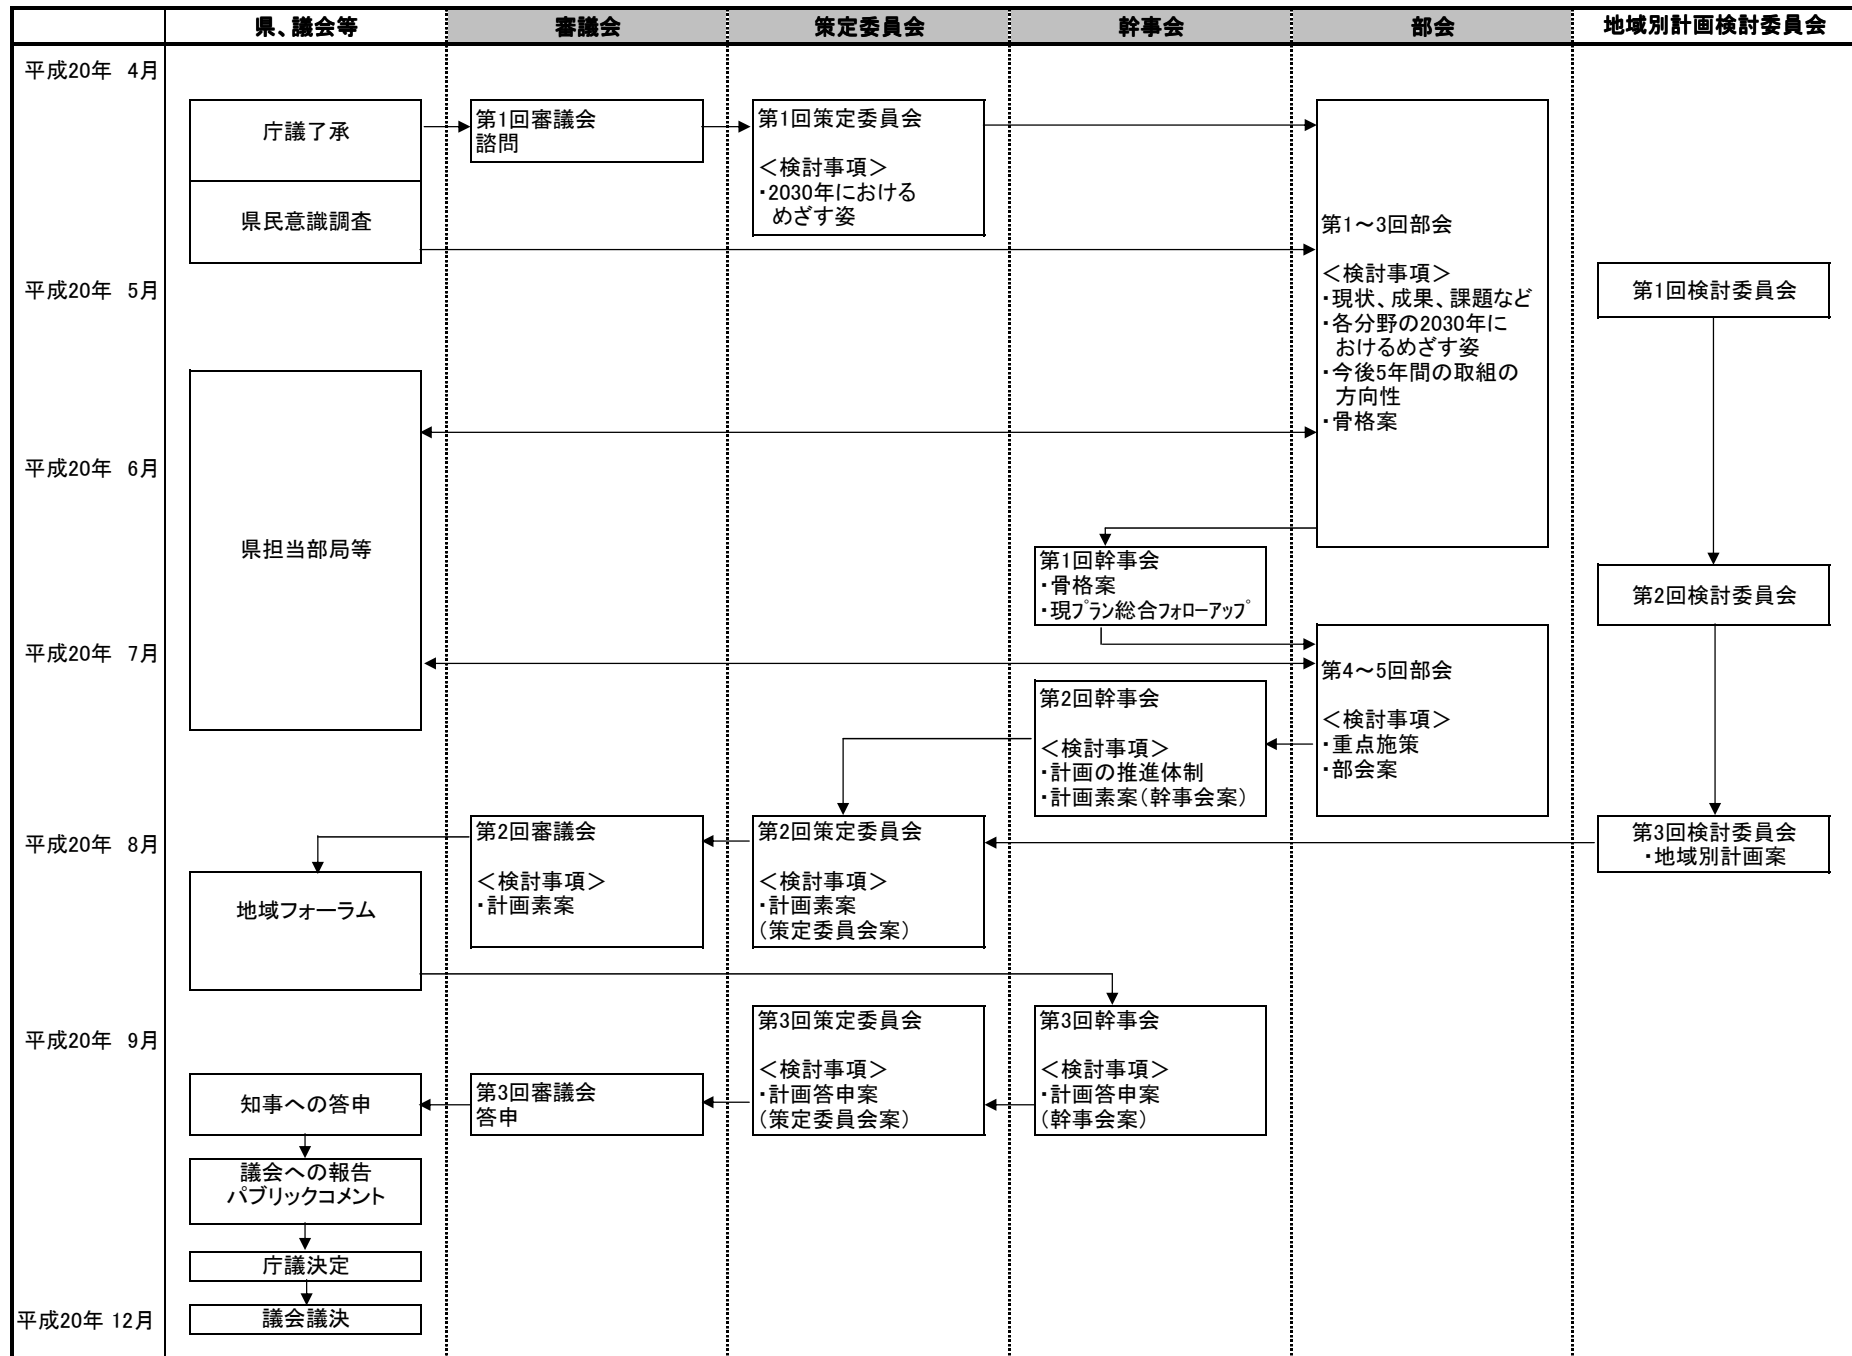 県、議会等
審議会
策定委員会
幹事会
部会
地域別計画検討委員会
平成20年 4月
庁議了承
県民意識調査
第1回審議会
諮問
第1回策定委員会
＜検討事項＞
・2030年における
めざす姿
第1～3回部会
＜検討事項＞
・現状、成果、課題など
・各分野の2030年に
おけるめざす姿
・今後5年間の取組の
方向性
・骨格案
平成20年 5月
第1回検討委員会
平成20年 6月
県担当部局等
第1回幹事会
・骨格案
・現ﾌﾟﾗﾝ総合ﾌｫﾛｰｱｯﾌﾟ
第2回検討委員会
平成20年 7月
第4～5回部会
＜検討事項＞
・重点施策
・部会案
第2回幹事会
＜検討事項＞
・計画の推進体制
・計画素案（幹事会案）
平成20年 8月
第3回検討委員会
・地域別計画案
第2回策定委員会
＜検討事項＞
・計画素案
（策定委員会案）
第2回審議会
＜検討事項＞
・計画素案
地域フォーラム
平成20年 9月
第3回幹事会
＜検討事項＞
・計画答申案
（幹事会案）
第3回策定委員会
＜検討事項＞
・計画答申案
（策定委員会案）
第3回審議会
答申
知事への答申
議会への報告
パブリックコメント
庁議決定
平成20年 12月
議会議決